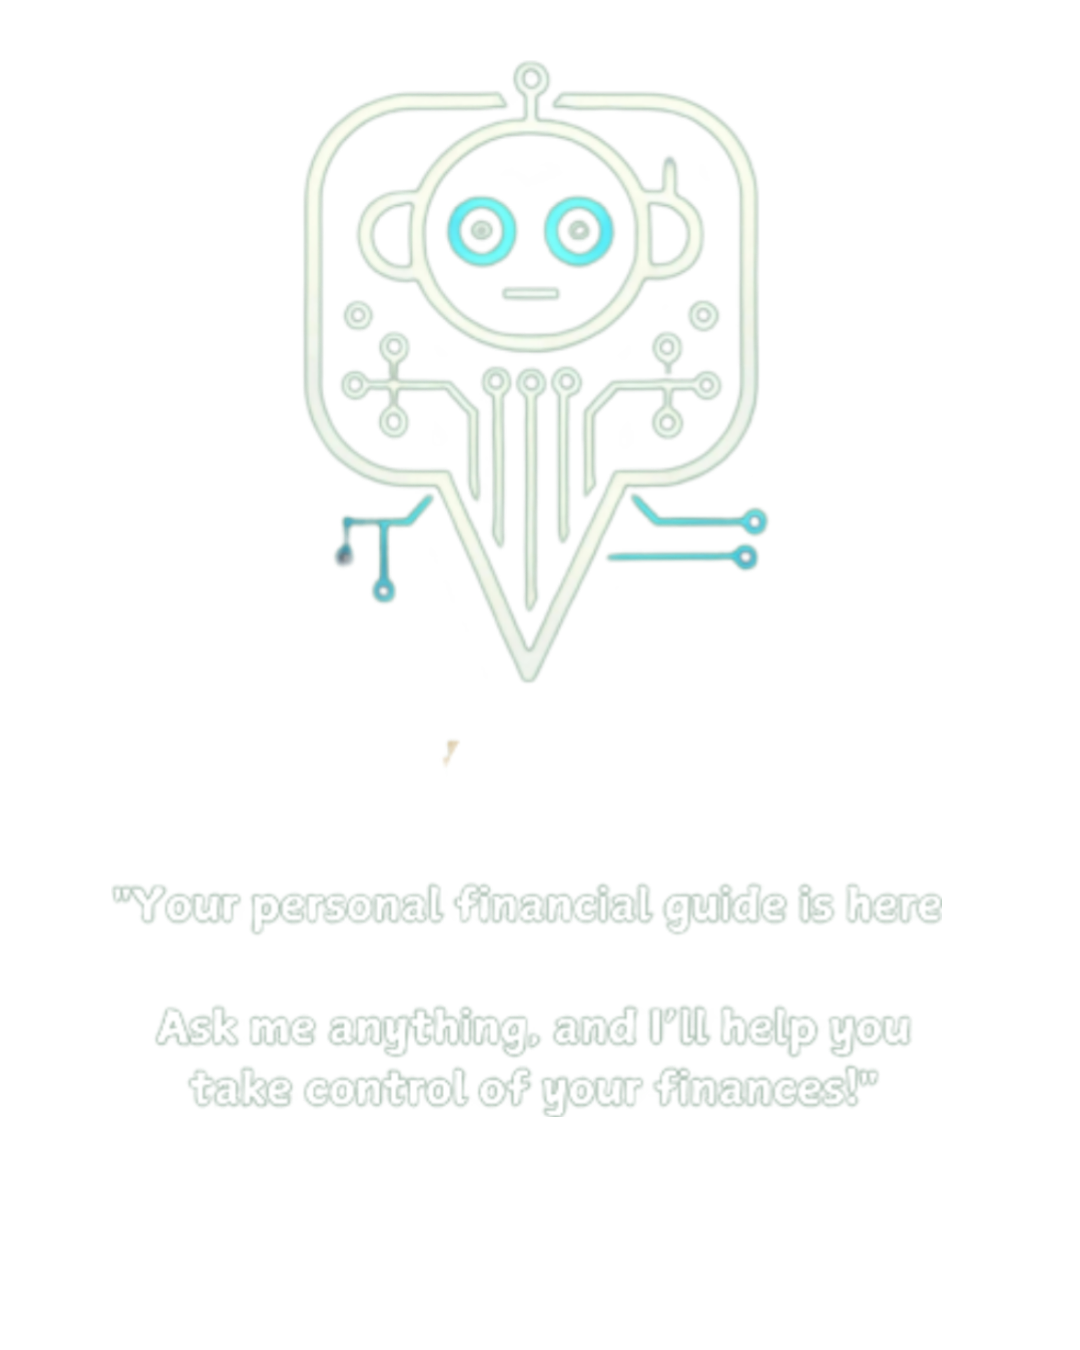 "Your personal financial guide is here
Ask me anything, and I'll help you
take control of your finances!"